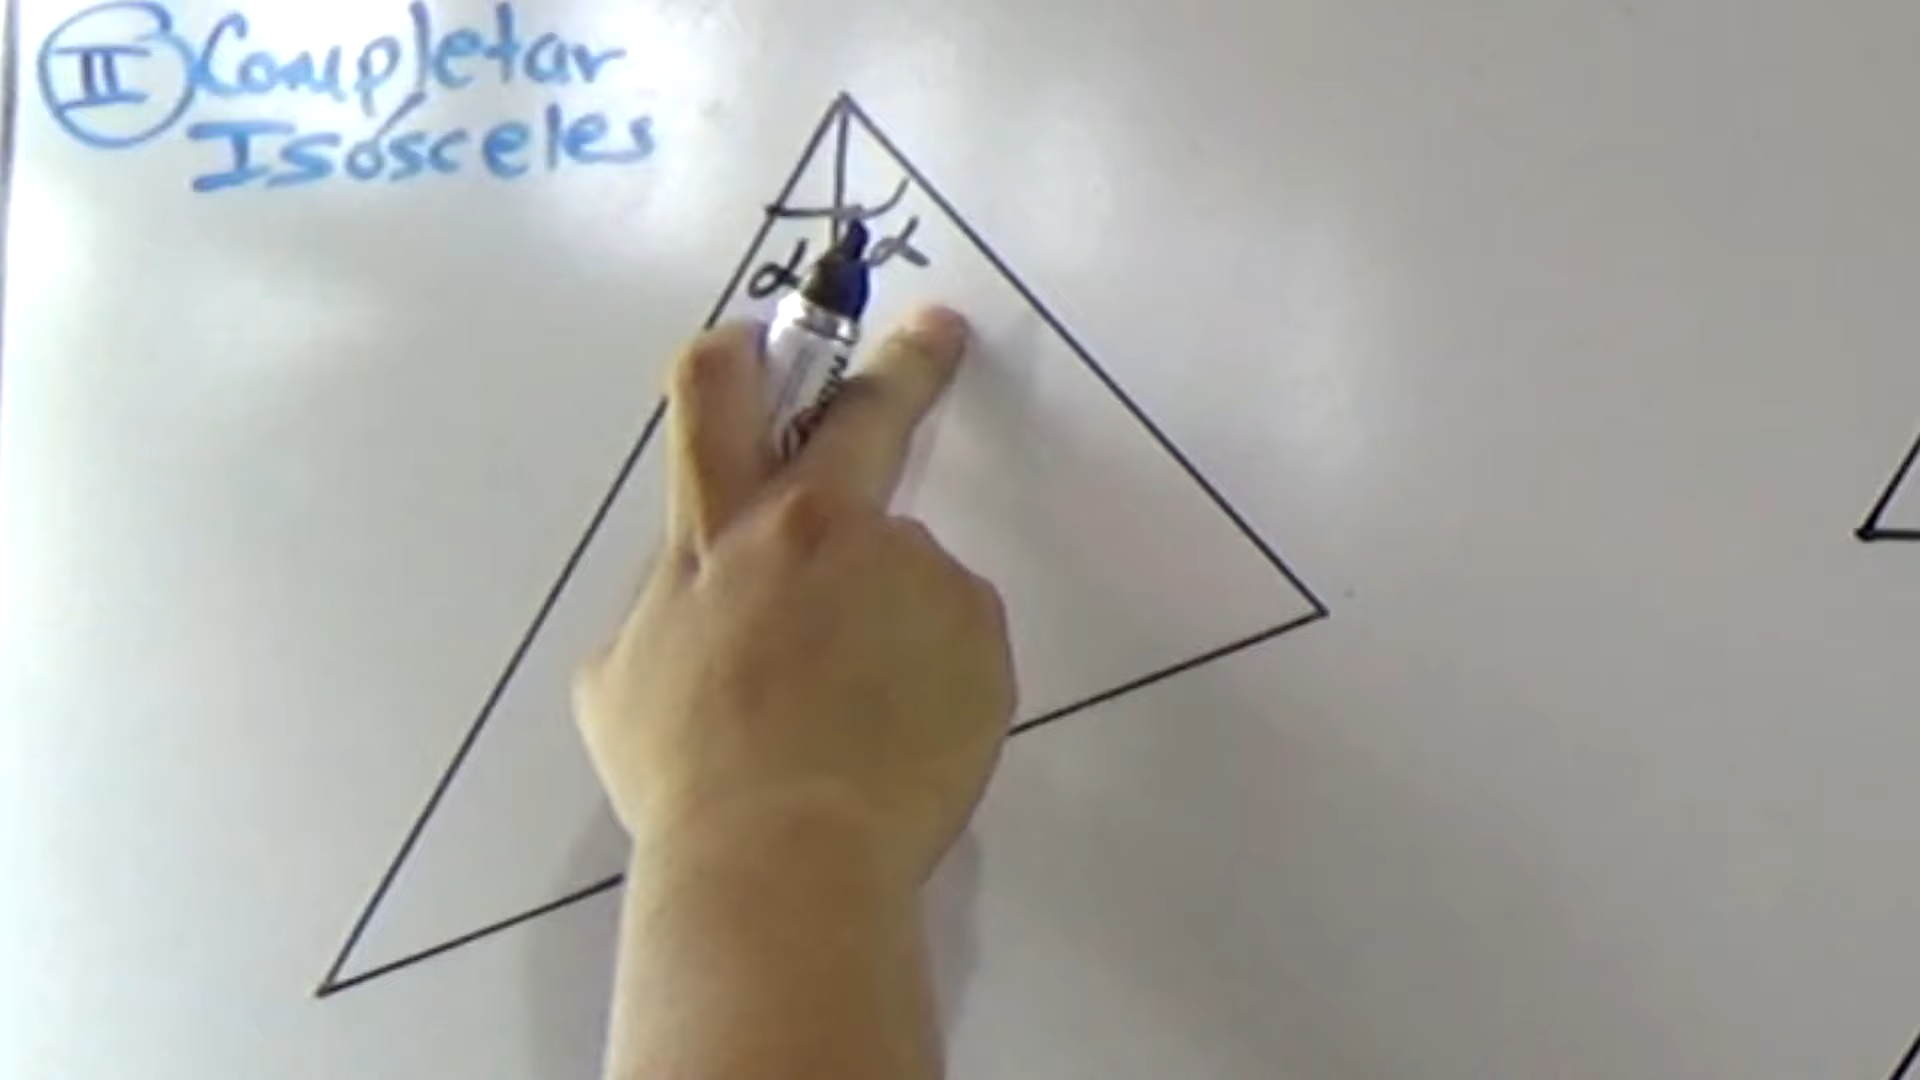 II Completar
Isósceles
α α